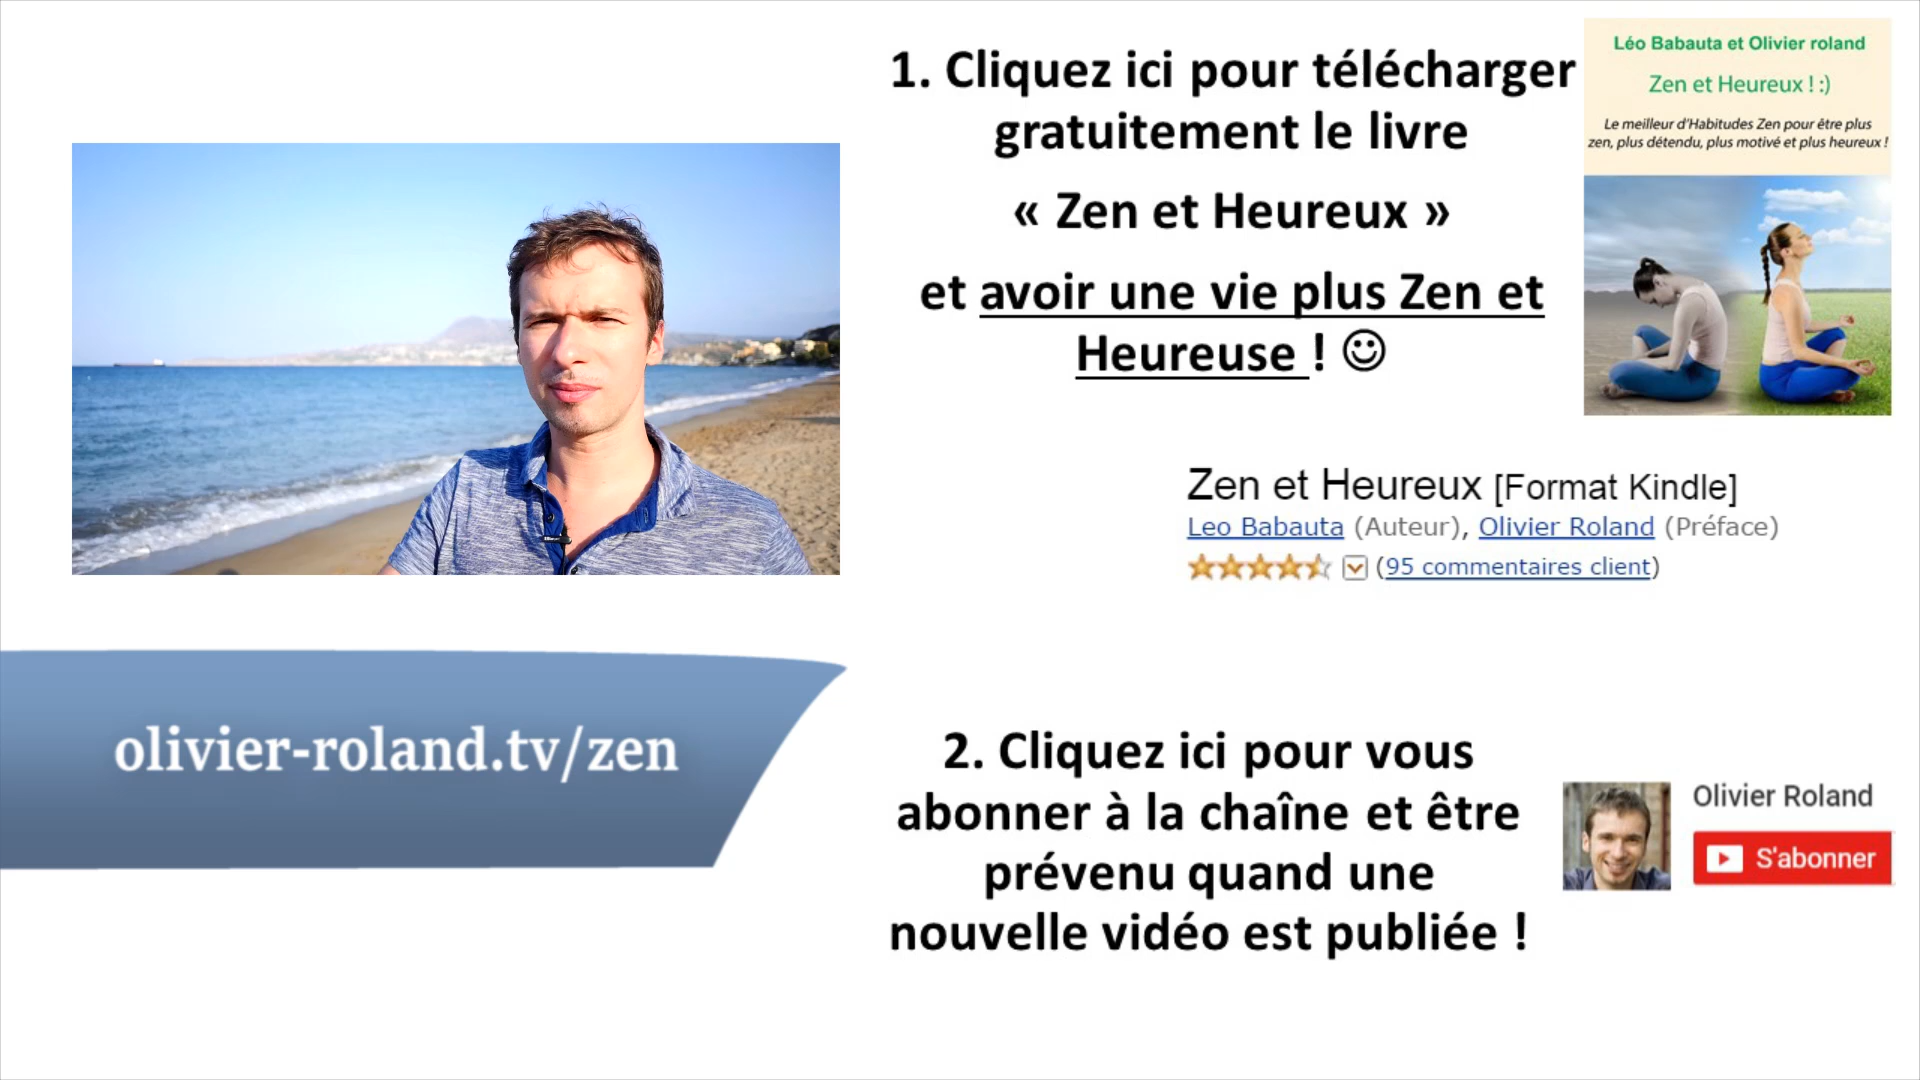 1. Cliquez ici pour télécharger
gratuitement le livre
« Zen et Heureux »
et avoir une vie plus Zen et
Heureuse ! ☺
Léo Babauta et Olivier roland
Zen et Heureux ! :)
Le meilleur d'Habitudes Zen pour être plus
zen, plus détendu, plus motivé et plus heureux !
Zen et Heureux [Format Kindle]
Leo Babauta (Auteur), Olivier Roland (Préface)
(95 commentaires client)
olivier-roland.tv/zen
2. Cliquez ici pour vous
abonner à la chaîne et être
prévenu quand une
nouvelle vidéo est publiée !
Olivier Roland
S'abonner